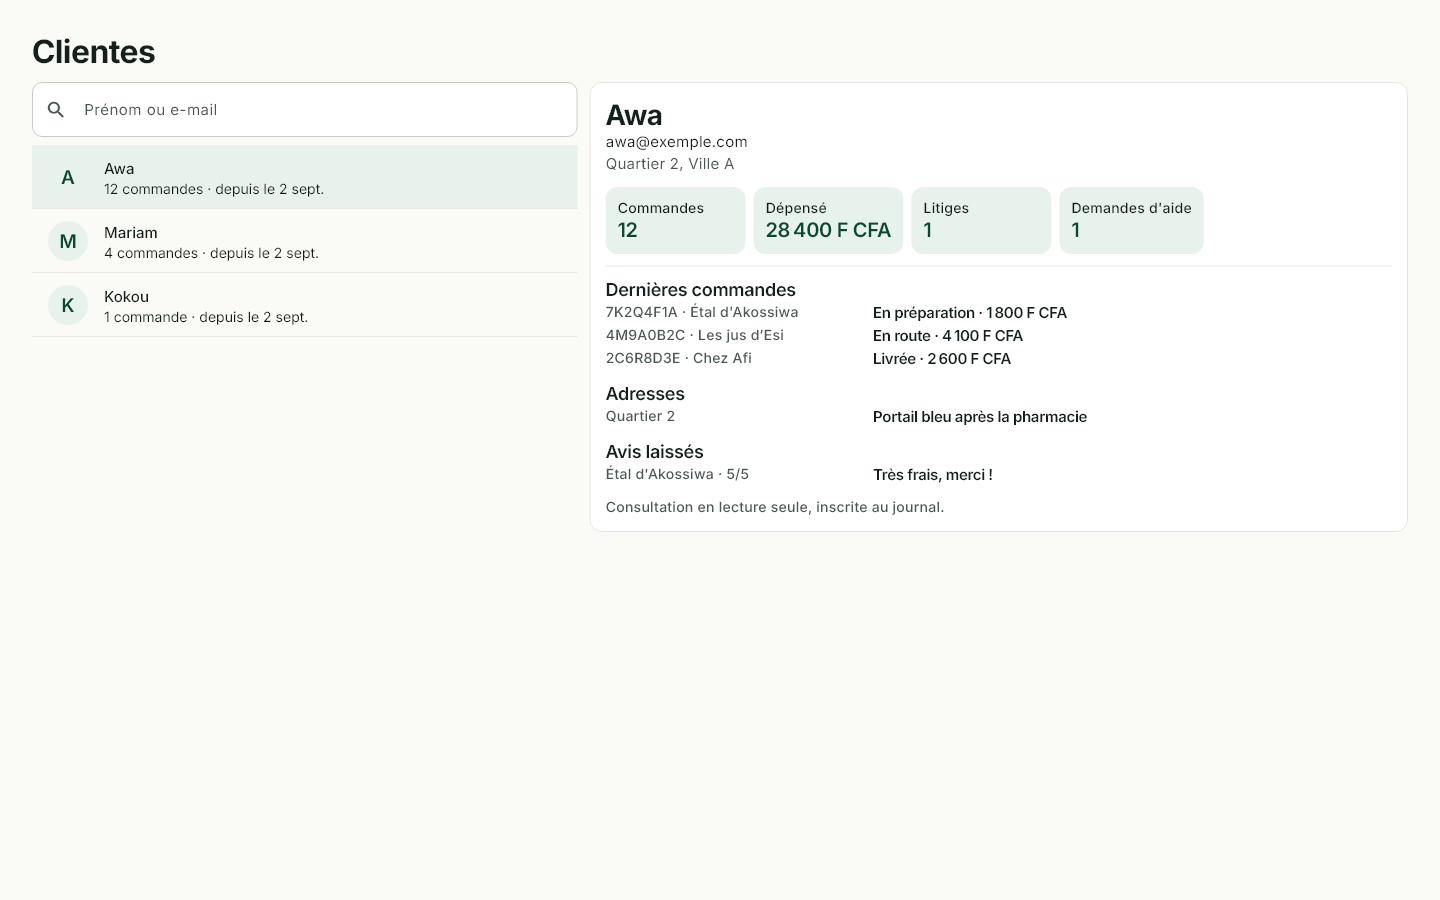 Clientes
Prénom ou e-mail
A
Awa
12 commandes · depuis le 2 sept.
M
Mariam
4 commandes · depuis le 2 sept.
K
Kokou
1 commande · depuis le 2 sept.
Awa
awa@exemple.com
Quartier 2, Ville A
Commandes
12
Dépensé
28 400 F CFA
Litiges
1
Demandes d'aide
1
Dernières commandes
7K2Q4F1A · Étal d'Akossiwa En préparation · 1 800 F CFA
4M9A0B2C · Les jus d’Esi En route · 4 100 F CFA
2C6R8D3E · Chez Afi Livrée · 2 600 F CFA
Adresses
Quartier 2 Portail bleu après la pharmacie
Avis laissés
Étal d'Akossiwa · 5/5 Très frais, merci !
Consultation en lecture seule, inscrite au journal.